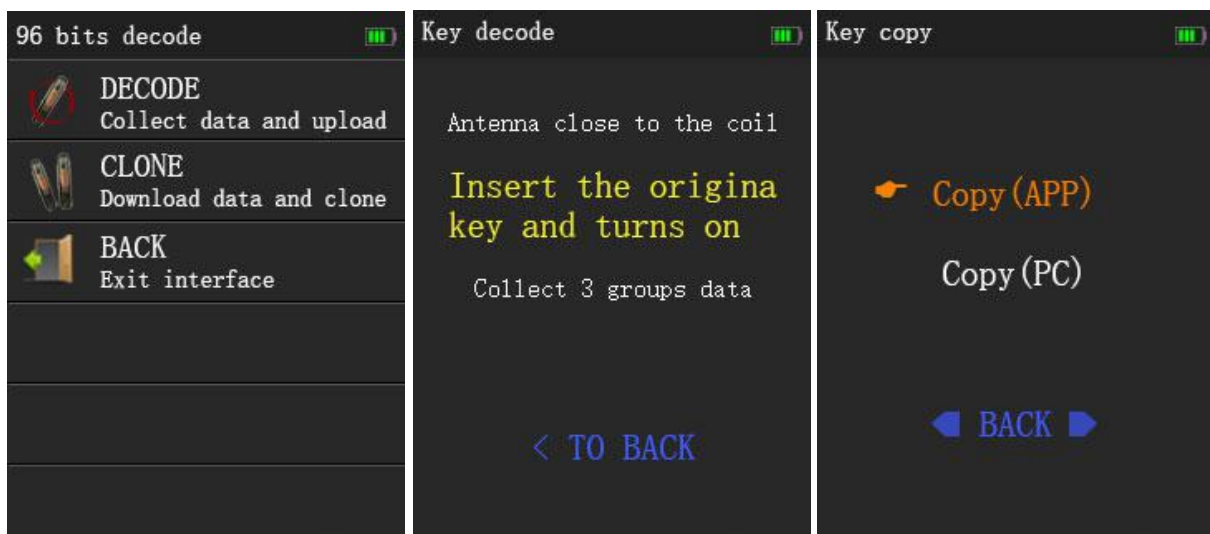 96 bits decode
DECODE
Collect data and upload
CLONE
Download data and clone
BACK
Exit interface
Key decode
Antenna close to the coil
Insert the origina
key and turns on
Collect 3 groups data
< TO BACK
Key copy
Copy(APP)
Copy(PC)
BACK